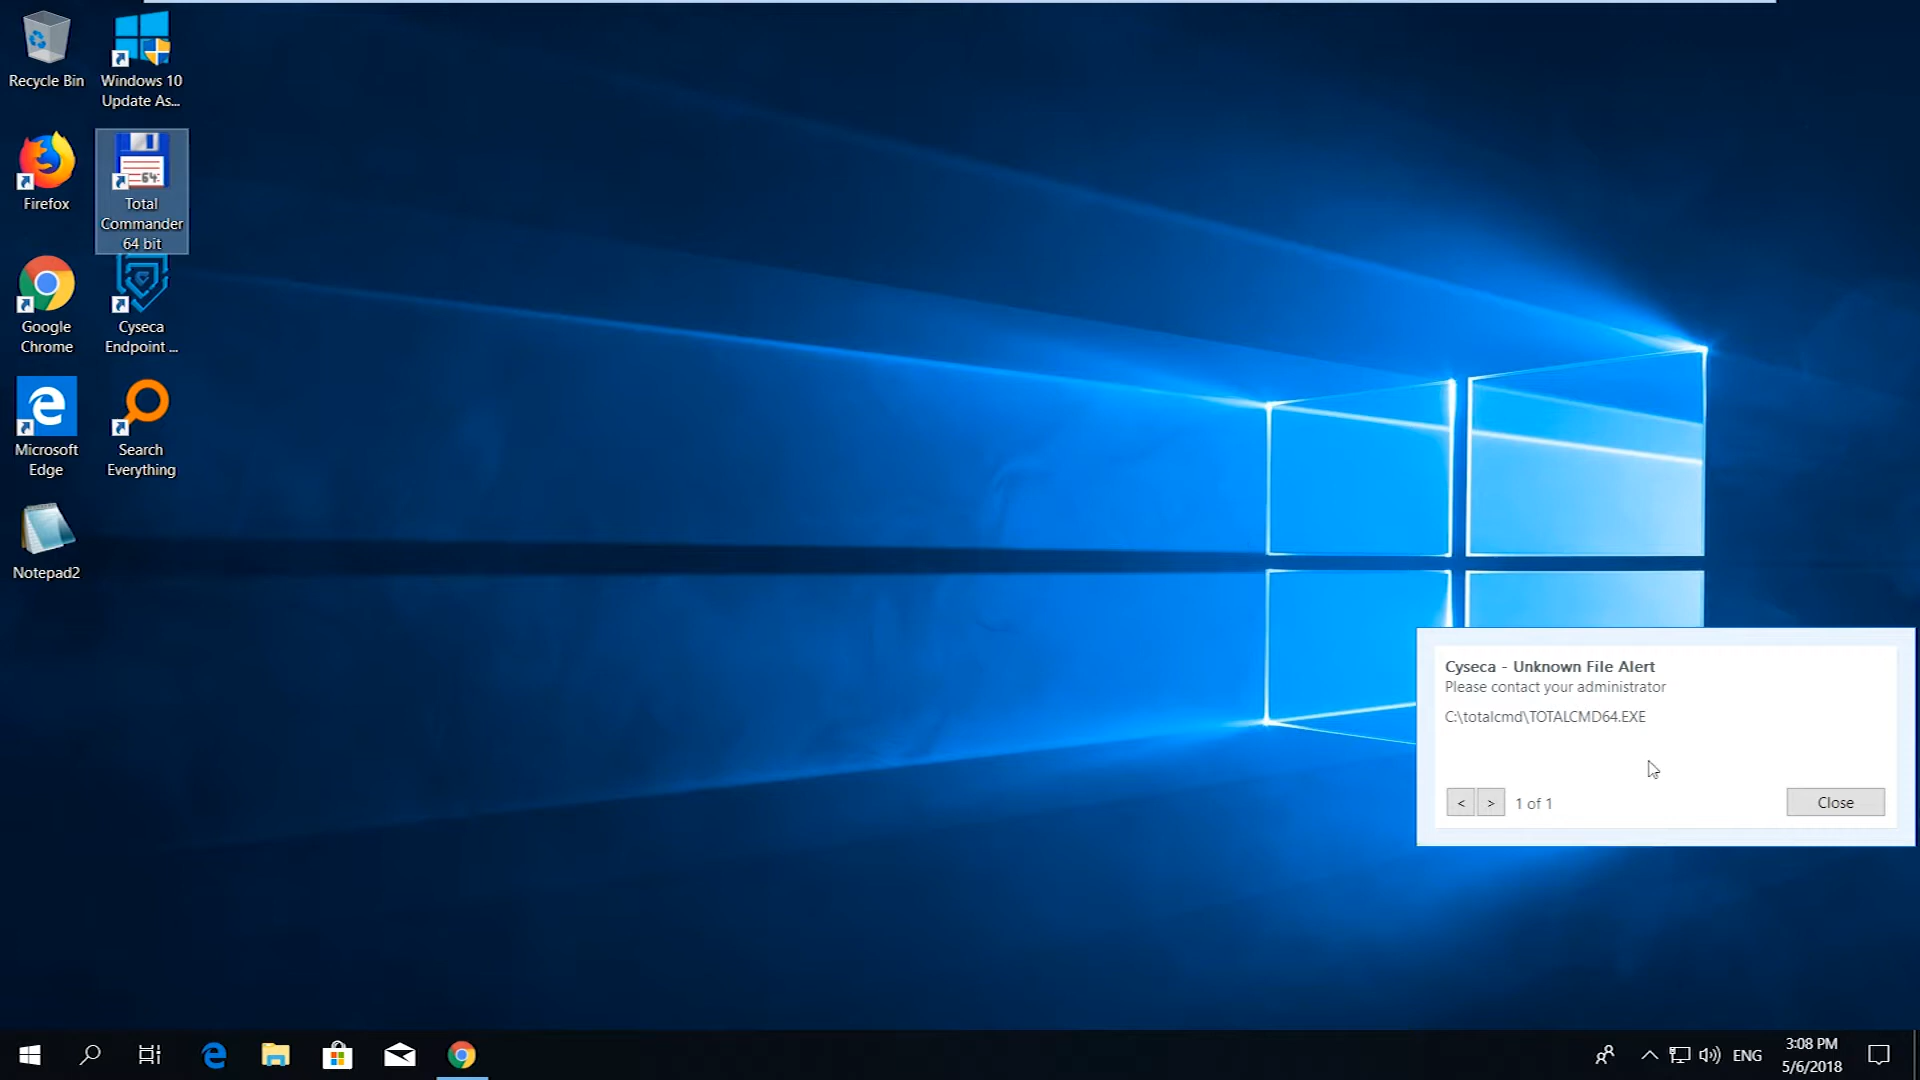 Recycle Bin
Windows 10
Update As...
Firefox
64
Total
Commander
64 bit
Google
Chrome
Cyseca
Endpoint ...
Microsoft
Edge
Search
Everything
Notepad2
Cyseca - Unknown File Alert
Please contact your administrator
C:\totalcmd\TOTALCMD64.EXE
< > 1 of 1
Close
ENG
3:08 PM
5/6/2018